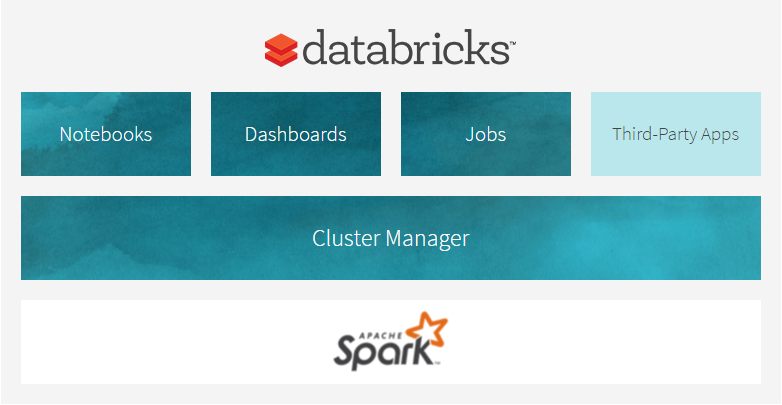 databricks™
Notebooks
Dashboards
Jobs
Third-Party Apps
Cluster Manager
APACHE
Spark™